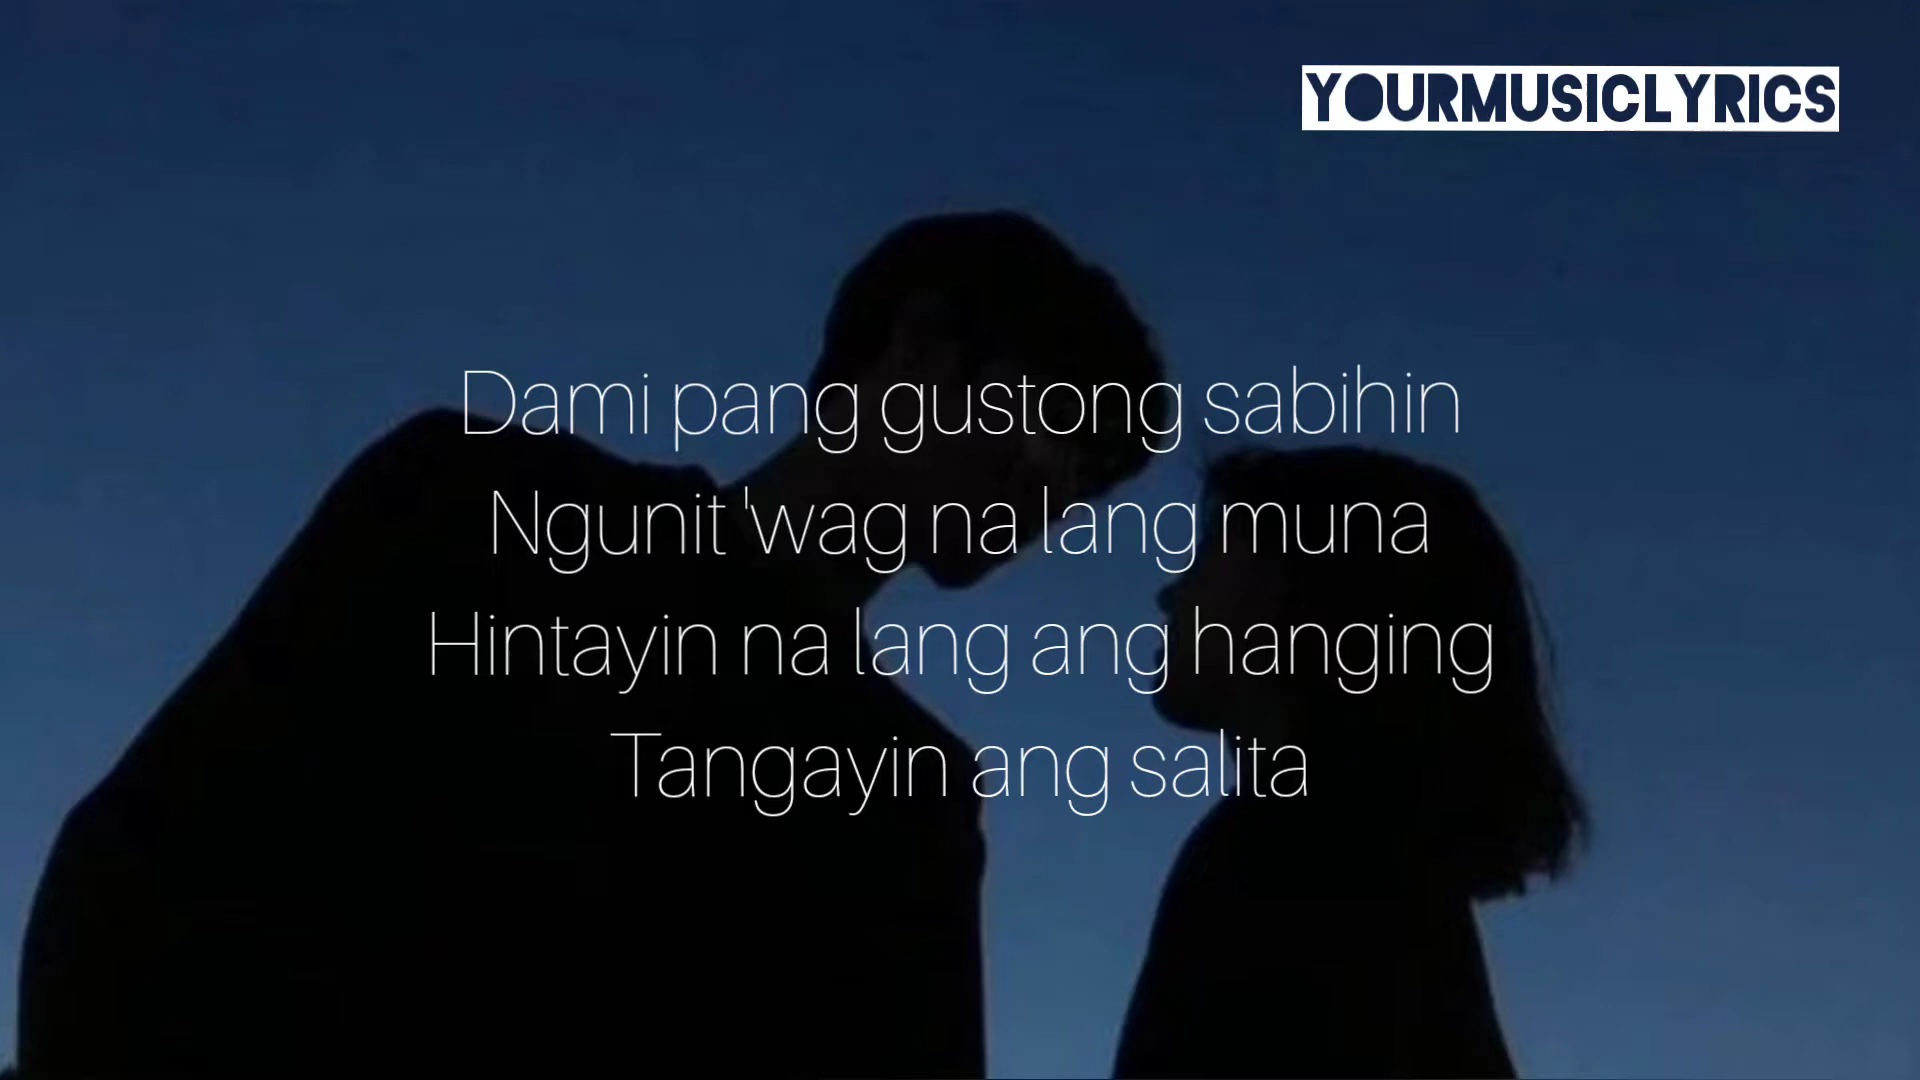 YOURMUSICLYRICS
Dami pang gustong sabihin
Ngunit 'wag na lang muna
Hintayin na lang ang hanging
Tangayin ang salita